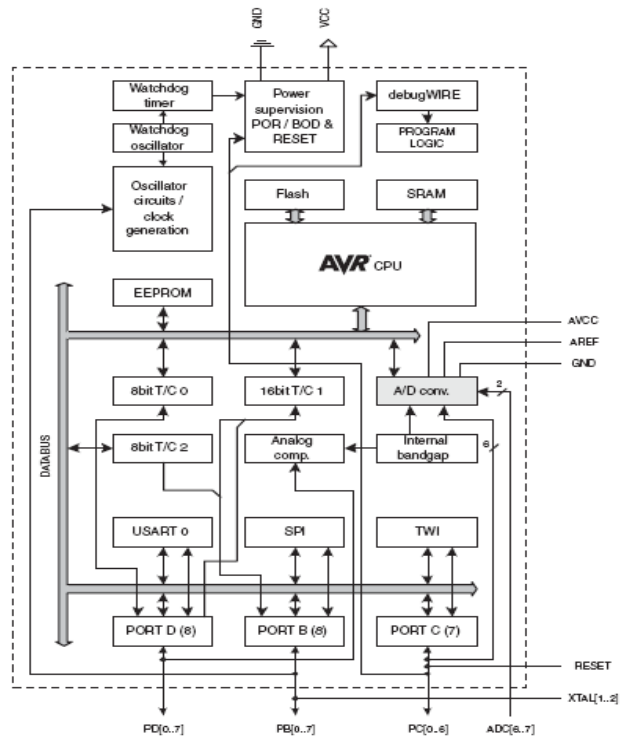 GND
VCC
Watchdog
timer
Power
supervision
POR / BOD &
RESET
debugWIRE
Watchdog
oscillator
PROGRAM
LOGIC
Oscillator
circuits /
clock
generation
Flash
SRAM
AVR CPU
EEPROM
AVCC
AREF
GND
8bit T/C 0
16bit T/C 1
A/D conv.
2
8bit T/C 2
Analog
comp.
Internal
bandgap
6
DATABUS
USART 0
SPI
TWI
PORT D (8)
PORT B (8)
PORT C (7)
RESET
XTAL[1..2]
PD[0..7]
PB[0..7]
PC[0..6]
ADC[6..7]